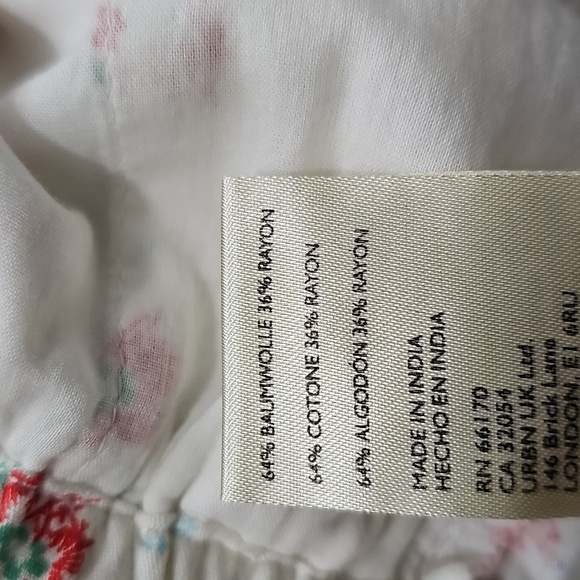 64% BAUMWOLLE 36% RAYON
64% COTONE 36% RAYON
64% ALGODÓN 36% RAYON
MADE IN INDIA
HECHO EN INDIA
RN 66170
CA 32054
URBN UK Ltd.
146 Brick Lane
LONDON, E1 6RU